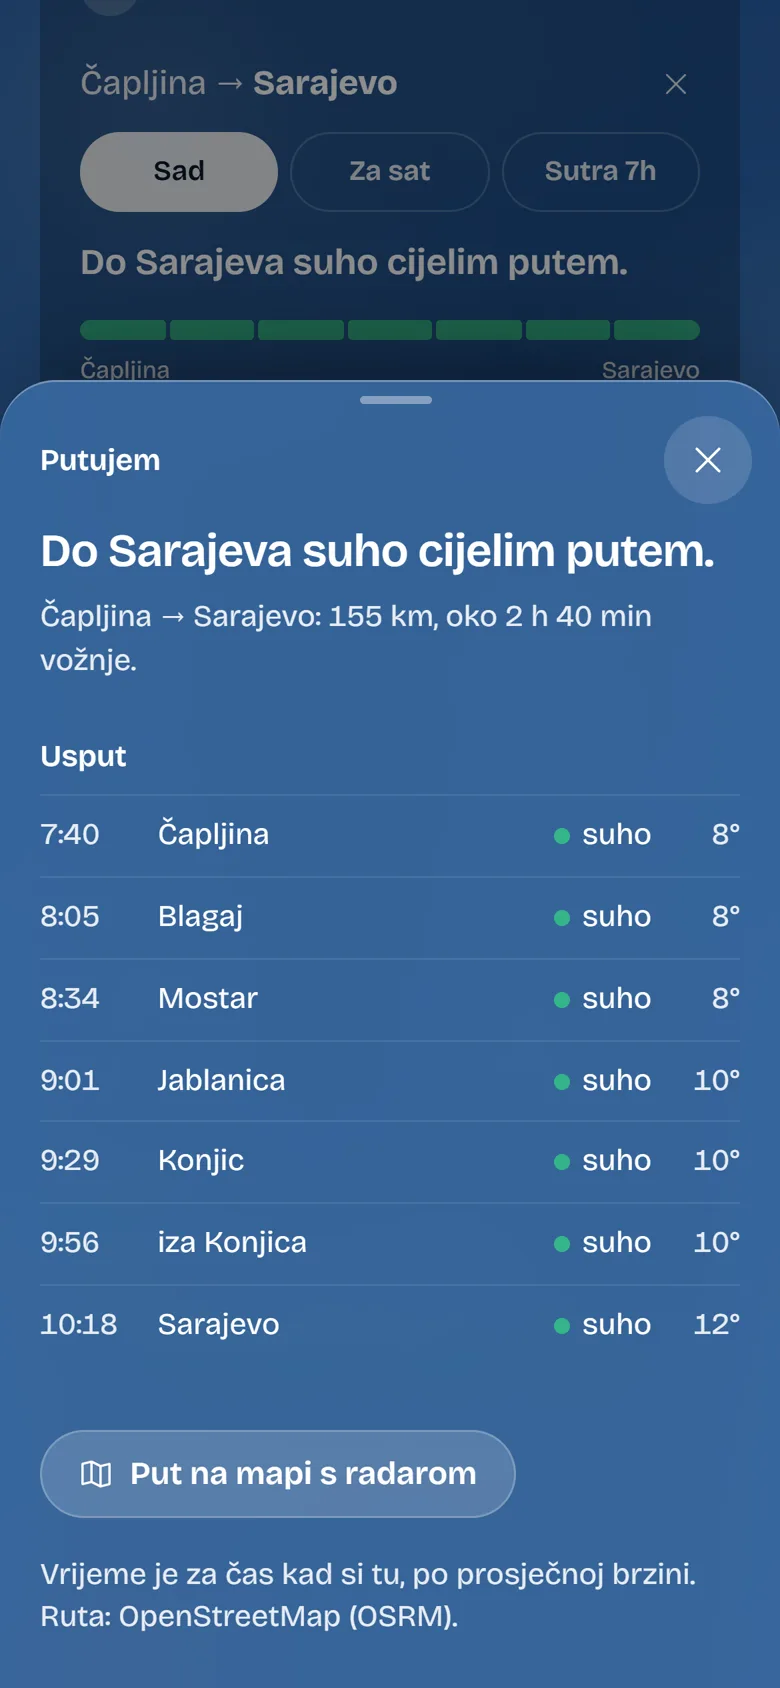 Čapljina → Sarajevo
Sad
Za sat
Sutra 7h
Do Sarajeva suho cijelim putem.
Čapljina
Sarajevo
Putujem
Do Sarajeva suho cijelim putem.
Čapljina → Sarajevo: 155 km, oko 2 h 40 min
vožnje.
Usput
7:40 Čapljina suho 8°
8:05 Blagaj suho 8°
8:34 Mostar suho 8°
9:01 Jablanica suho 10°
9:29 Konjic suho 10°
9:56 iza Konjica suho 10°
10:18 Sarajevo suho 12°
Put na mapi s radarom
Vrijeme je za čas kad si tu, po prosječnoj brzini.
Ruta: OpenStreetMap (OSRM).